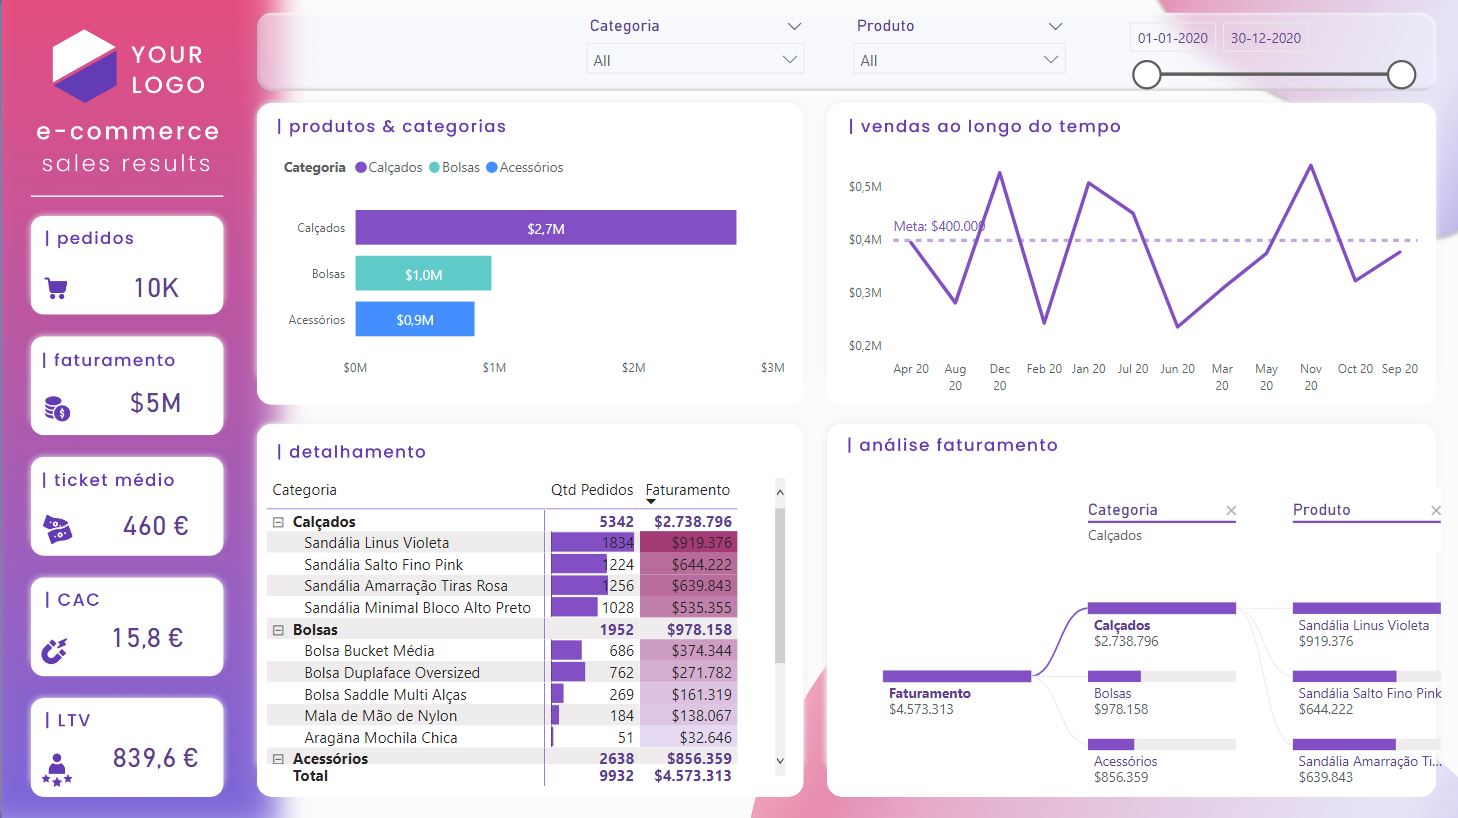 YOUR
LOGO
e-commerce
sales results
| pedidos
10K
| faturamento
$5M
| ticket médio
460 €
| CAC
15,8 €
| LTV
839,6 €
Categoria
All
Produto
All
01-01-2020 30-12-2020
| produtos & categorias
Categoria Calçados Bolsas Acessórios
Calçados $2,7M
Bolsas $1,0M
Acessórios $0,9M
$0M $1M $2M $3M
| vendas ao longo do tempo
$0,5M
Meta: $400.000
$0,4M
$0,3M
$0,2M
Apr 20 Aug 20 Dec 20 Feb 20 Jan 20 Jul 20 Jun 20 Mar 20 May 20 Nov 20 Oct 20 Sep 20
| detalhamento
Categoria Qtd Pedidos Faturamento
Calçados 5342 $2.738.796
Sandália Linus Violeta 1834 $919.376
Sandália Salto Fino Pink 1224 $644.222
Sandália Amarração Tiras Rosa 1256 $639.843
Sandália Minimal Bloco Alto Preto 1028 $535.355
Bolsas 1952 $978.158
Bolsa Bucket Média 686 $374.344
Bolsa Duplaface Oversized 762 $271.782
Bolsa Saddle Multi Alças 269 $161.319
Mala de Mão de Nylon 184 $138.067
Aragäna Mochila Chica 51 $32.646
Acessórios 2638 $856.359
Total 9932 $4.573.313
| análise faturamento
Categoria
Calçados
Produto
Faturamento
$4.573.313
Calçados
$2.738.796
Bolsas
$978.158
Acessórios
$856.359
Sandália Linus Violeta
$919.376
Sandália Salto Fino Pink
$644.222
Sandália Amarração Ti...
$639.843